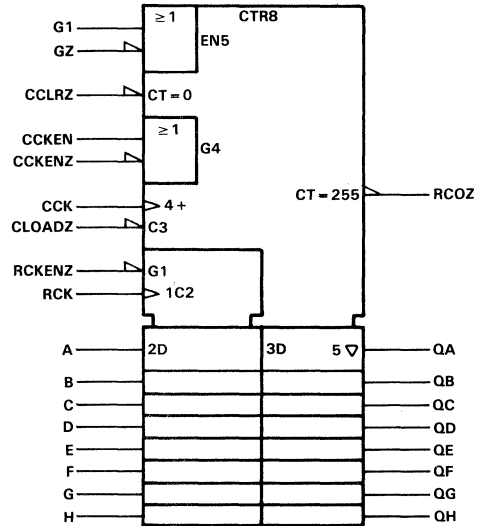 ≥1 CTR8
G1
EN5
GZ
CCLRZ CT=0
≥1
CCKEN
G4
CCKENZ
CT=255 RCOZ
CCK 4+
CLOADZ C3
RCKENZ G1
RCK 1C2
A 2D 3D 5 ▽ QA
B QB
C QC
D QD
E QE
F QF
G QG
H QH